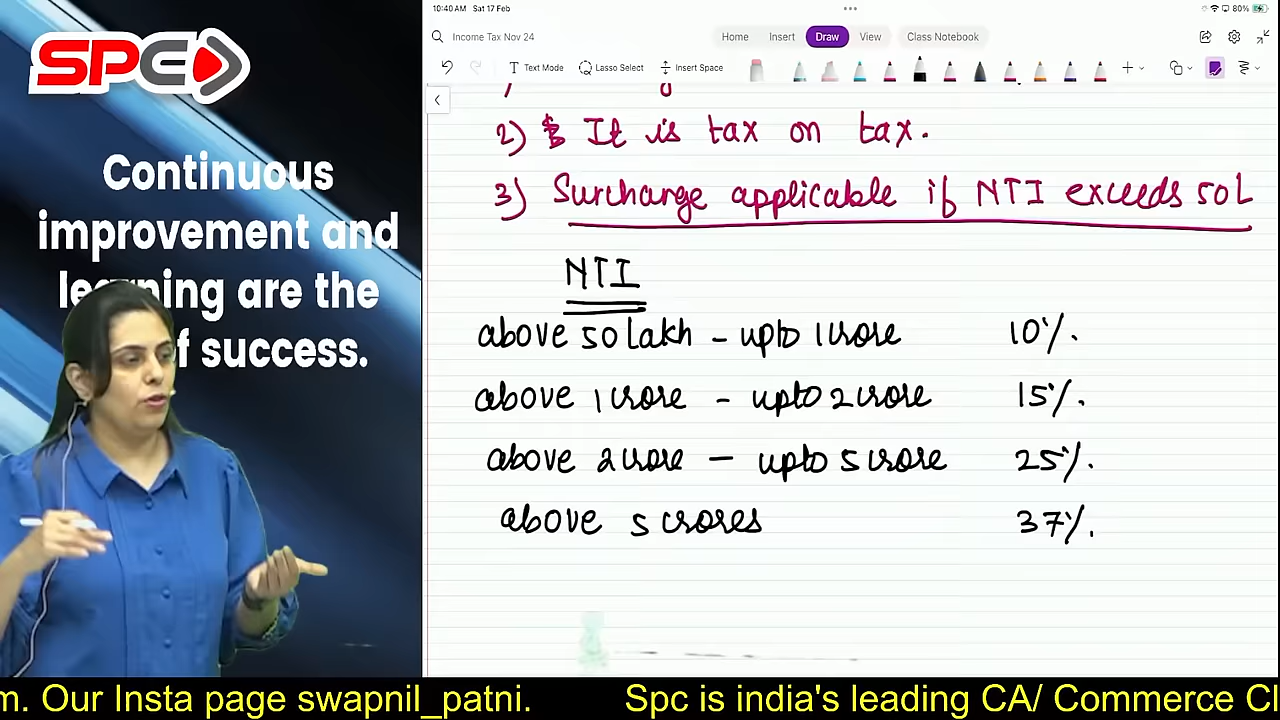 10:40 AM Sat 17 Feb
80%
Income Tax Nov 24
Home Insert Draw View Class Notebook
Text Mode Lasso Select Insert Space
SPC
Continuous
improvement and
learning are the
of success.
2) It is tax on tax.
3) Surcharge applicable if NTI exceeds 50L
NTI
above 50 Lakh - upto 1 crore 10%.
above 1 crore - upto 2 crore 15%.
above 2 crore - upto 5 crore 25%.
above 5 crores 37%.
m. Our Insta page swapnil_patni. Spc is india's leading CA/ Commerce Cl